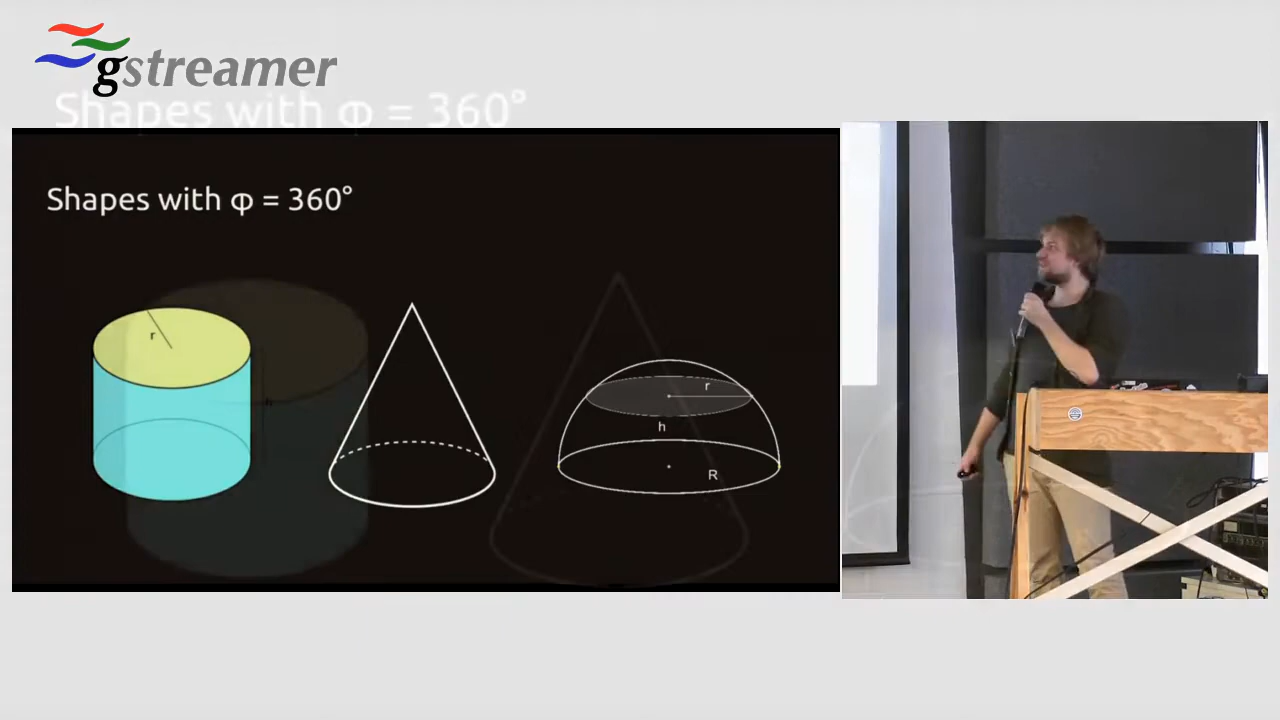 gstreamer
Shapes with φ = 360°
Shapes with φ = 360°
r
h
r
h
R